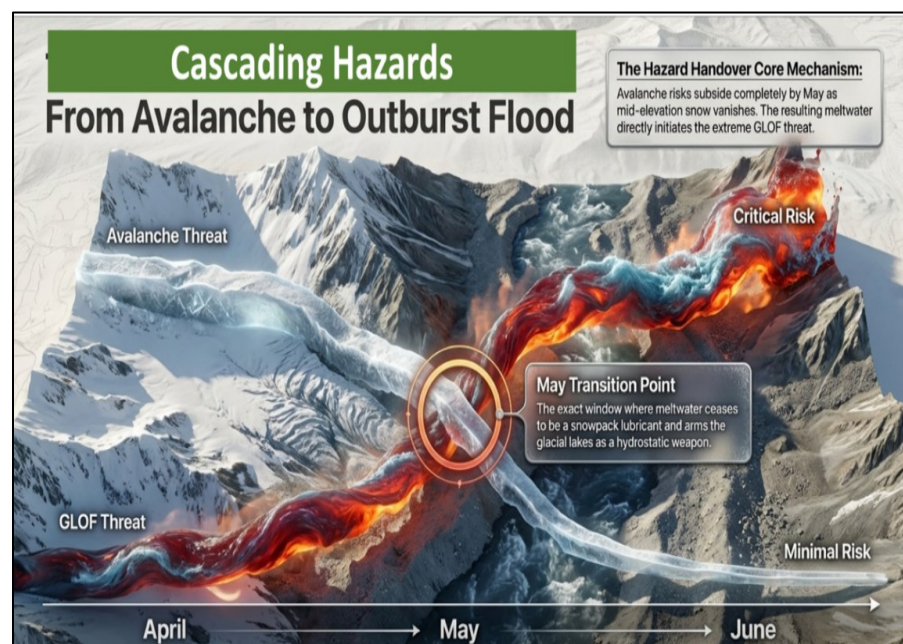 Cascading Hazards
From Avalanche to Outburst Flood
The Hazard Handover Core Mechanism:
Avalanche risks subside completely by May as
mid-elevation snow vanishes. The resulting meltwater
directly initiates the extreme GLOF threat.
Avalanche Threat
Critical Risk
May Transition Point
The exact window where meltwater ceases
to be a snowpack lubricant and arms the
glacial lakes as a hydrostatic weapon.
GLOF Threat
Minimal Risk
April
May
June